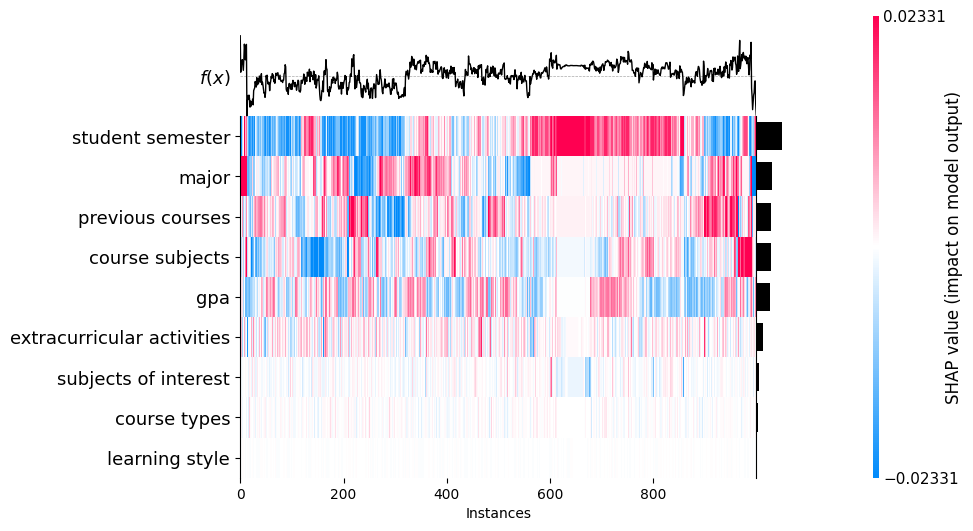 0.02331
f(x)
student semester
major
previous courses
course subjects
gpa
extracurricular activities
subjects of interest
course types
learning style
0 200 400 600 800
Instances
SHAP value (impact on model output)
−0.02331